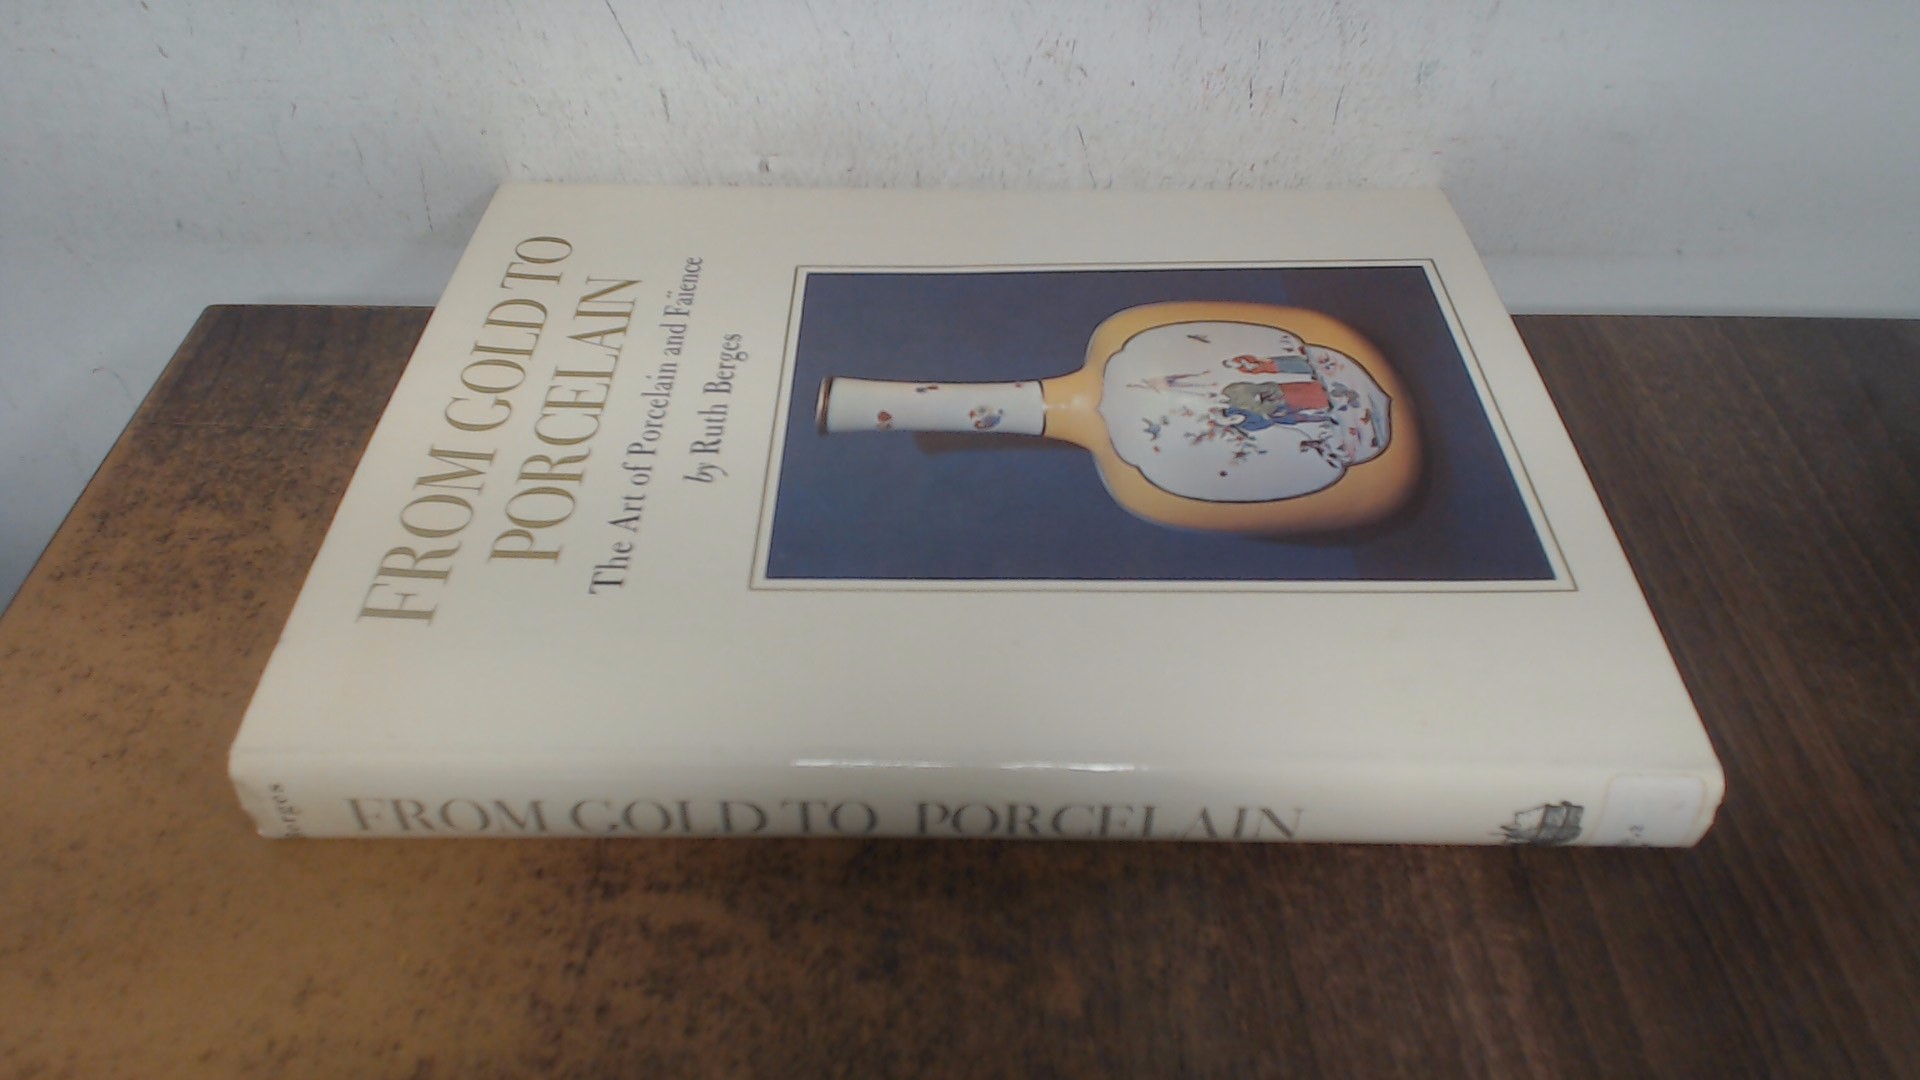 FROM GOLD TO
PORCELAIN
The Art of Porcelain and Faïence
by Ruth Berges
Berges
FROM GOLD TO PORCELAIN